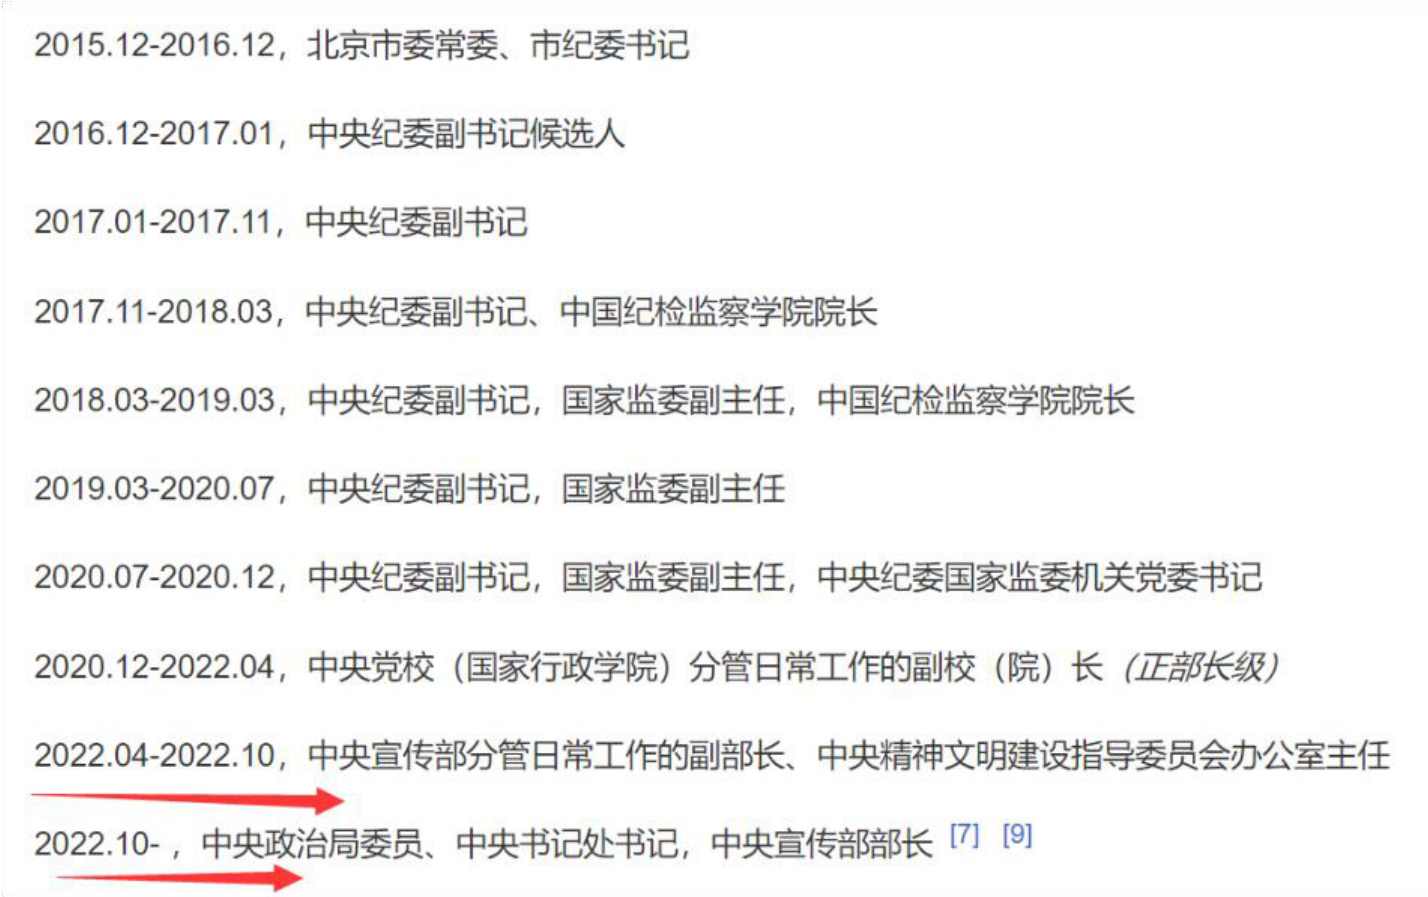 2015.12-2016.12，北京市委常委、市纪委书记
2016.12-2017.01，中央纪委副书记候选人
2017.01-2017.11，中央纪委副书记
2017.11-2018.03，中央纪委副书记、中国纪检监察学院院长
2018.03-2019.03，中央纪委副书记，国家监委副主任，中国纪检监察学院院长
2019.03-2020.07，中央纪委副书记，国家监委副主任
2020.07-2020.12，中央纪委副书记，国家监委副主任，中央纪委国家监委机关党委书记
2020.12-2022.04，中央党校（国家行政学院）分管日常工作的副校（院）长（正部长级）
2022.04-2022.10，中央宣传部分管日常工作的副部长、中央精神文明建设指导委员会办公室主任
2022.10- ，中央政治局委员、中央书记处书记，中央宣传部部长 [7] [9]